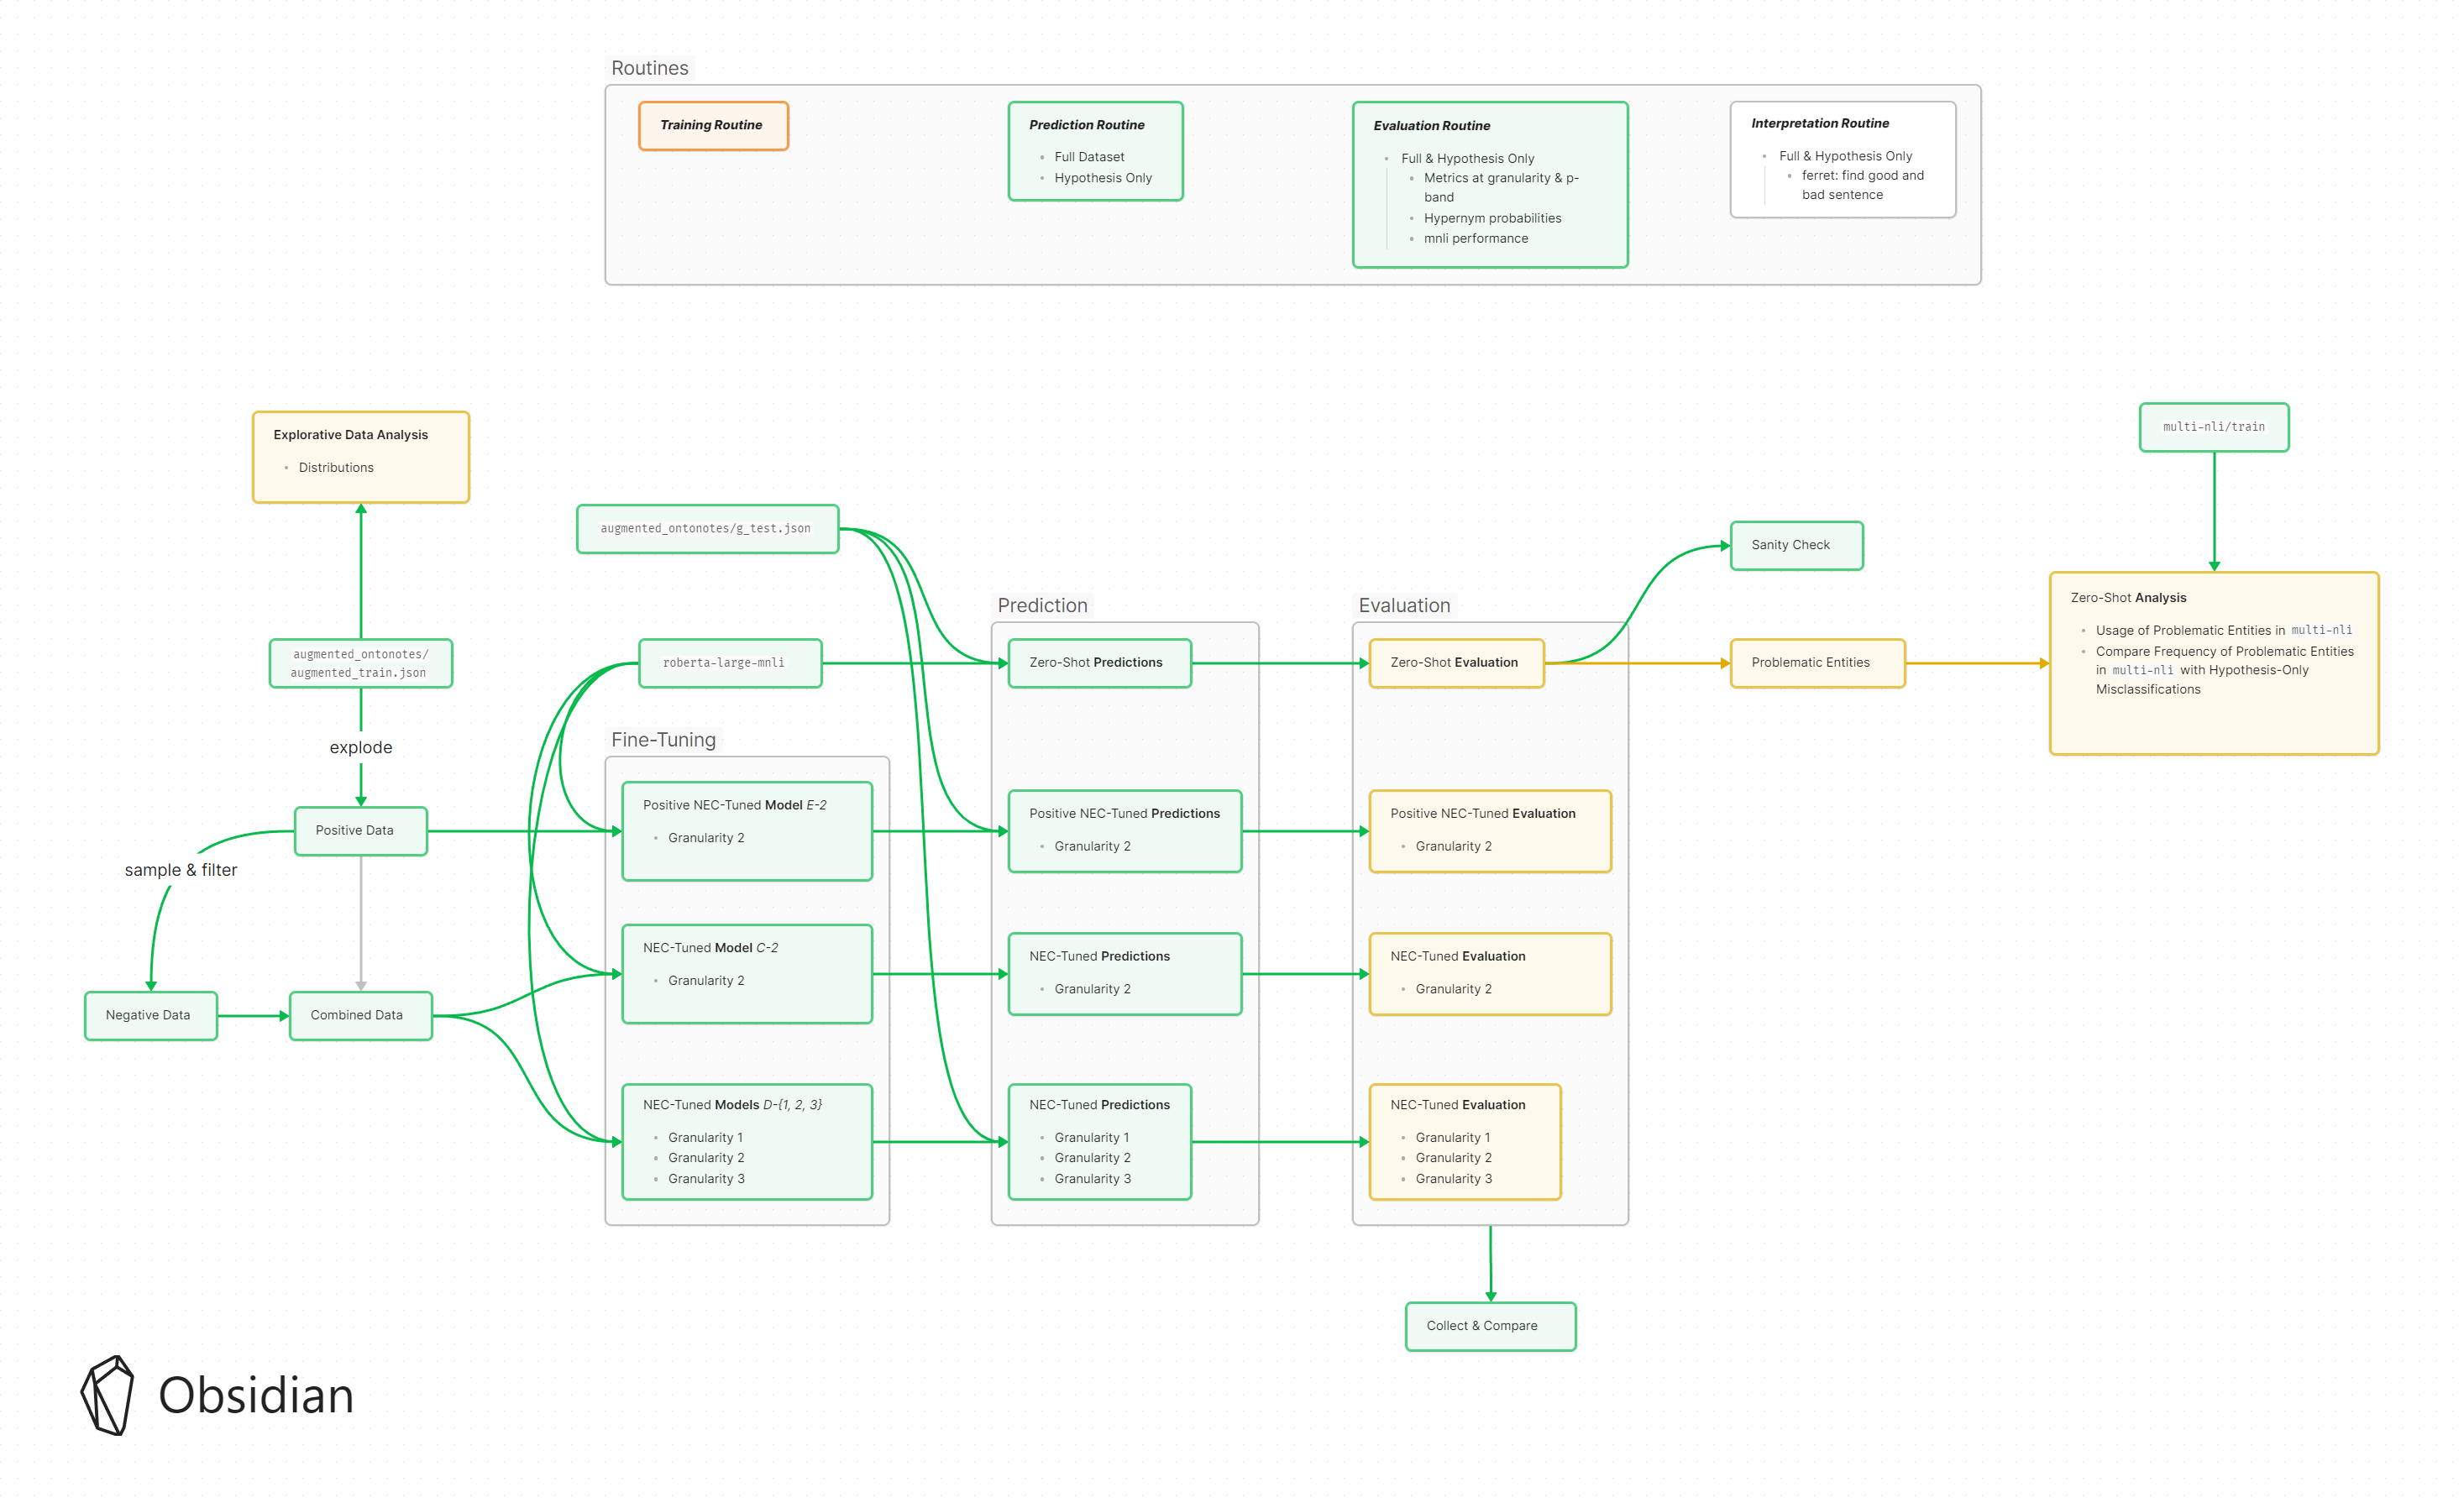 Routines
Training Routine
Prediction Routine
Full Dataset
Hypothesis Only
Evaluation Routine
Full & Hypothesis Only
Metrics at granularity & p-
band
Hypernym probabilities
mnli performance
Interpretation Routine
Full & Hypothesis Only
ferret: find good and
bad sentence
Explorative Data Analysis
Distributions
augmented_ontonotes/
augmented_train.json
explode
Positive Data
sample & filter
Negative Data
Combined Data
augmented_ontonotes/g_test.json
roberta-large-mnli
Fine-Tuning
Positive NEC-Tuned Model E-2
Granularity 2
NEC-Tuned Model C-2
Granularity 2
NEC-Tuned Models D-{1, 2, 3}
Granularity 1
Granularity 2
Granularity 3
Prediction
Zero-Shot Predictions
Positive NEC-Tuned Predictions
Granularity 2
NEC-Tuned Predictions
Granularity 2
NEC-Tuned Predictions
Granularity 1
Granularity 2
Granularity 3
Evaluation
Zero-Shot Evaluation
Positive NEC-Tuned Evaluation
Granularity 2
NEC-Tuned Evaluation
Granularity 2
NEC-Tuned Evaluation
Granularity 1
Granularity 2
Granularity 3
Collect & Compare
Sanity Check
Problematic Entities
multi-nli/train
Zero-Shot Analysis
Usage of Problematic Entities in multi-nli
Compare Frequency of Problematic Entities
in multi-nli with Hypothesis-Only
Misclassifications
Obsidian